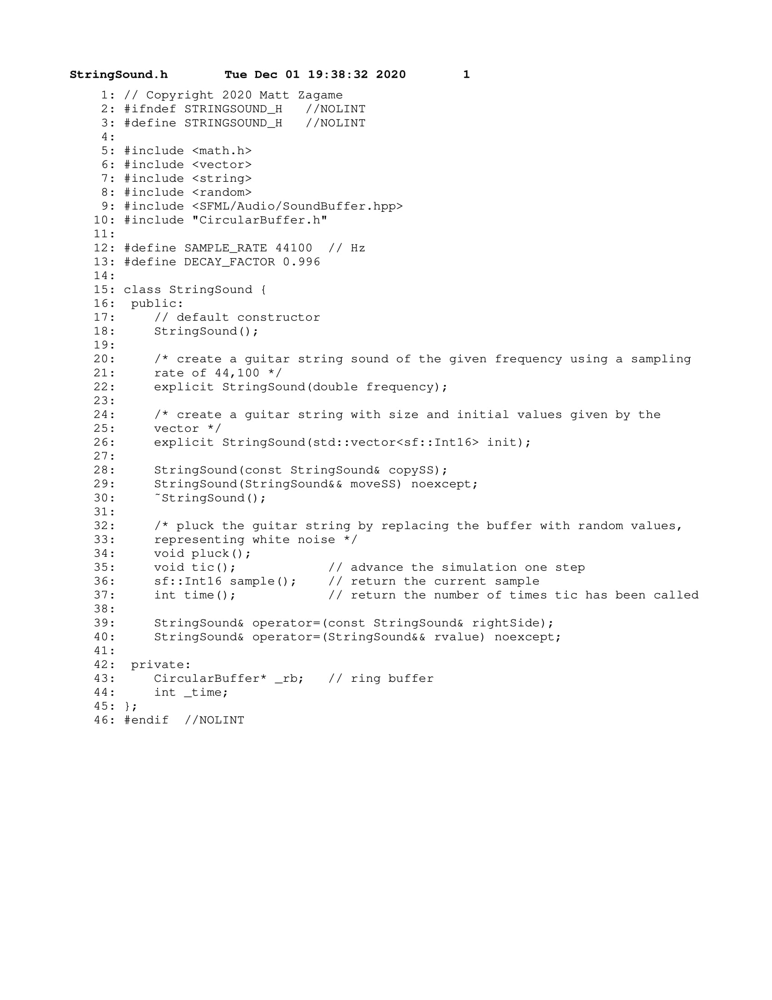 StringSound.h        Tue Dec 01 19:38:32 2020        1
1: // Copyright 2020 Matt Zagame
2: #ifndef STRINGSOUND_H   //NOLINT
3: #define STRINGSOUND_H   //NOLINT
4:
5: #include <math.h>
6: #include <vector>
7: #include <string>
8: #include <random>
9: #include <SFML/Audio/SoundBuffer.hpp>
10: #include "CircularBuffer.h"
11:
12: #define SAMPLE_RATE 44100  // Hz
13: #define DECAY_FACTOR 0.996
14:
15: class StringSound {
16:  public:
17:     // default constructor
18:     StringSound();
19:
20:     /* create a guitar string sound of the given frequency using a sampling
21:     rate of 44,100 */
22:     explicit StringSound(double frequency);
23:
24:     /* create a guitar string with size and initial values given by the
25:     vector */
26:     explicit StringSound(std::vector<sf::Int16> init);
27:
28:     StringSound(const StringSound& copySS);
29:     StringSound(StringSound&& moveSS) noexcept;
30:     ˜StringSound();
31:
32:     /* pluck the guitar string by replacing the buffer with random values,
33:     representing white noise */
34:     void pluck();
35:     void tic();            // advance the simulation one step
36:     sf::Int16 sample();    // return the current sample
37:     int time();            // return the number of times tic has been called
38:
39:     StringSound& operator=(const StringSound& rightSide);
40:     StringSound& operator=(StringSound&& rvalue) noexcept;
41:
42:  private:
43:     CircularBuffer* _rb;   // ring buffer
44:     int _time;
45: };
46: #endif  //NOLINT